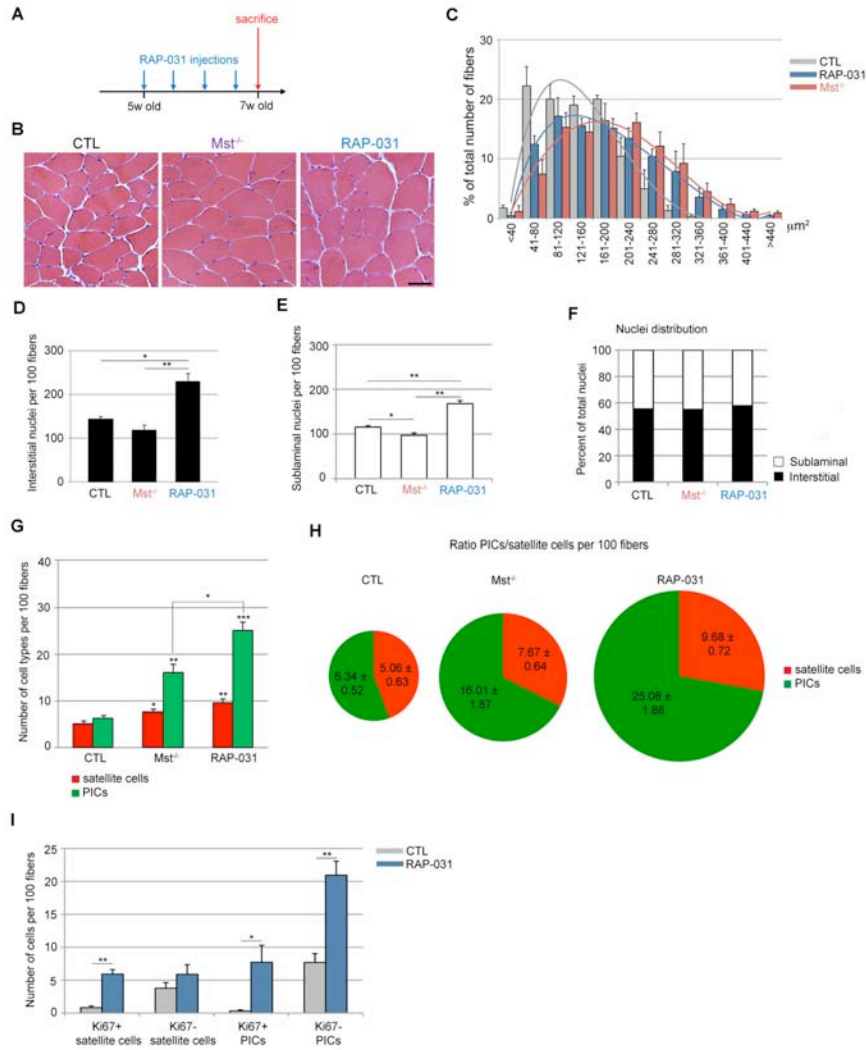 A
sacrifice
RAP-031 injections
5w old
7w old
B
CTL
Mst-/-
RAP-031
C
% of total number of fibers
30
20
10
0
CTL
RAP-031
Mst-/-
<40
41-80
81-120
121-160
161-200
201-240
241-280
281-320
321-360
361-400
401-440
>440
μm²
D
Interstitial nuclei per 100 fibers
300
200
100
0
*
**
CTL
Mst-/-
RAP-031
E
Sublaminal nuclei per 100 fibers
300
200
100
0
**
*
**
CTL
Mst-/-
RAP-031
F
Nuclei distribution
Percent of total nuclei
100
80
60
40
20
0
CTL
Mst-/-
RAP-031
Sublaminal
Interstitial
G
Number of cell types per 100 fibers
40
30
20
10
0
*
*
**
**
***
CTL
Mst-/-
RAP-031
satellite cells
PICs
H
Ratio PICs/satellite cells per 100 fibers
CTL
6.34 ±
0.52
5.06 ±
0.63
Mst-/-
16.01 ±
1.87
7.67 ±
0.64
RAP-031
25.08 ±
1.88
9.68 ±
0.72
satellite cells
PICs
I
Number of cells per 100 fibers
25
20
15
10
5
0
**
*
**
CTL
RAP-031
Ki67+
satellite cells
Ki67-
satellite cells
Ki67+
PICs
Ki67-
PICs